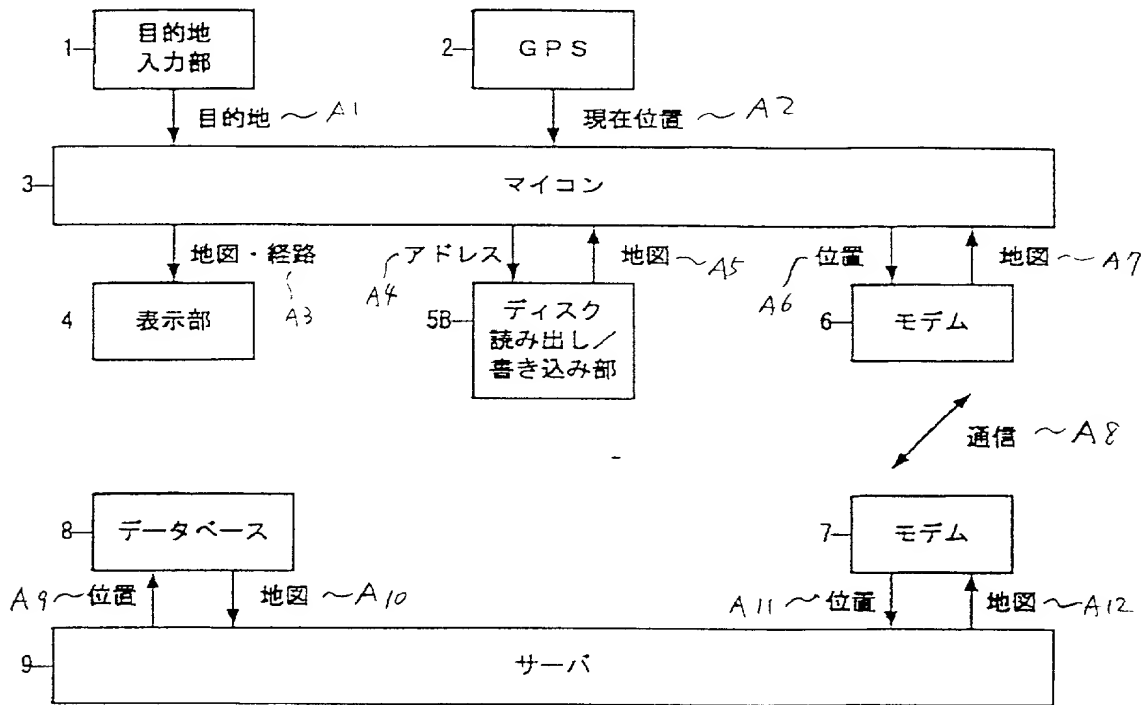 1 目的地
入力部
2 GPS
目的地 ~A1
現在位置 ~A2
3 マイコン
地図・経路
A3
アドレス
A4
地図 ~A5
位置
A6
地図 ~A7
4 表示部
5B ディスク
読み出し/
書き込み部
6 モデム
通信 ~A8
8 データベース
7 モデム
A9~位置
地図~A10
A11~位置
地図~A12
9 サーバ